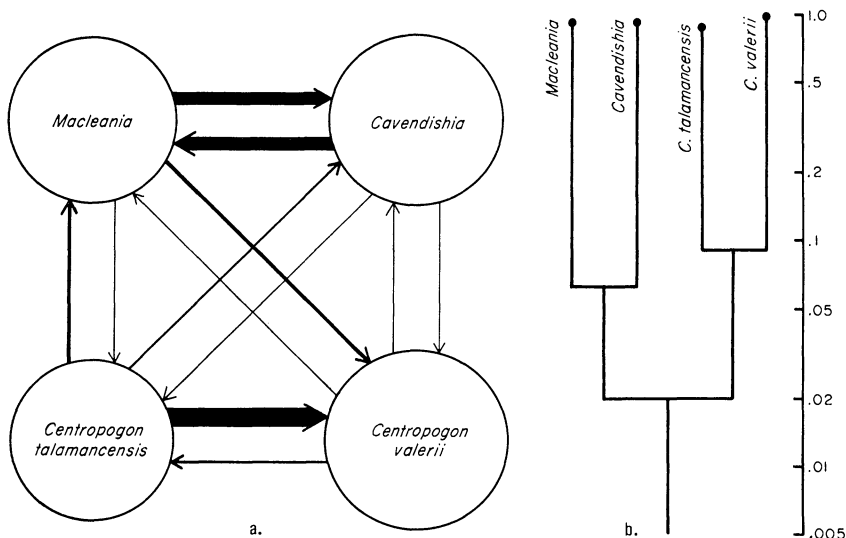 Macleania
Cavendishia
Centropogon
talamancensis
Centropogon
valerii
a.
Macleania
Cavendishia
C. talamancensis
C. valerii
1.0
.5
.2
.1
.05
.02
.01
.005
b.